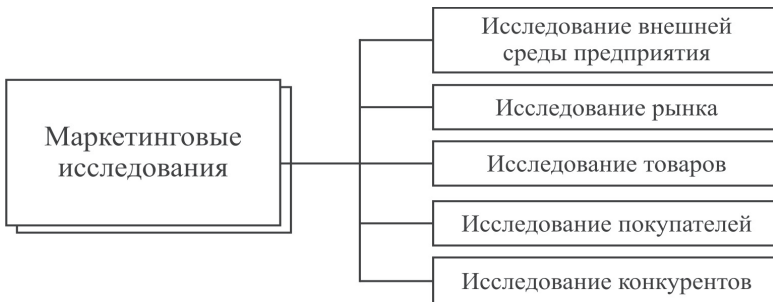 Маркетинговые
исследования
Исследование внешней
среды предприятия
Исследование рынка
Исследование товаров
Исследование покупателей
Исследование конкурентов